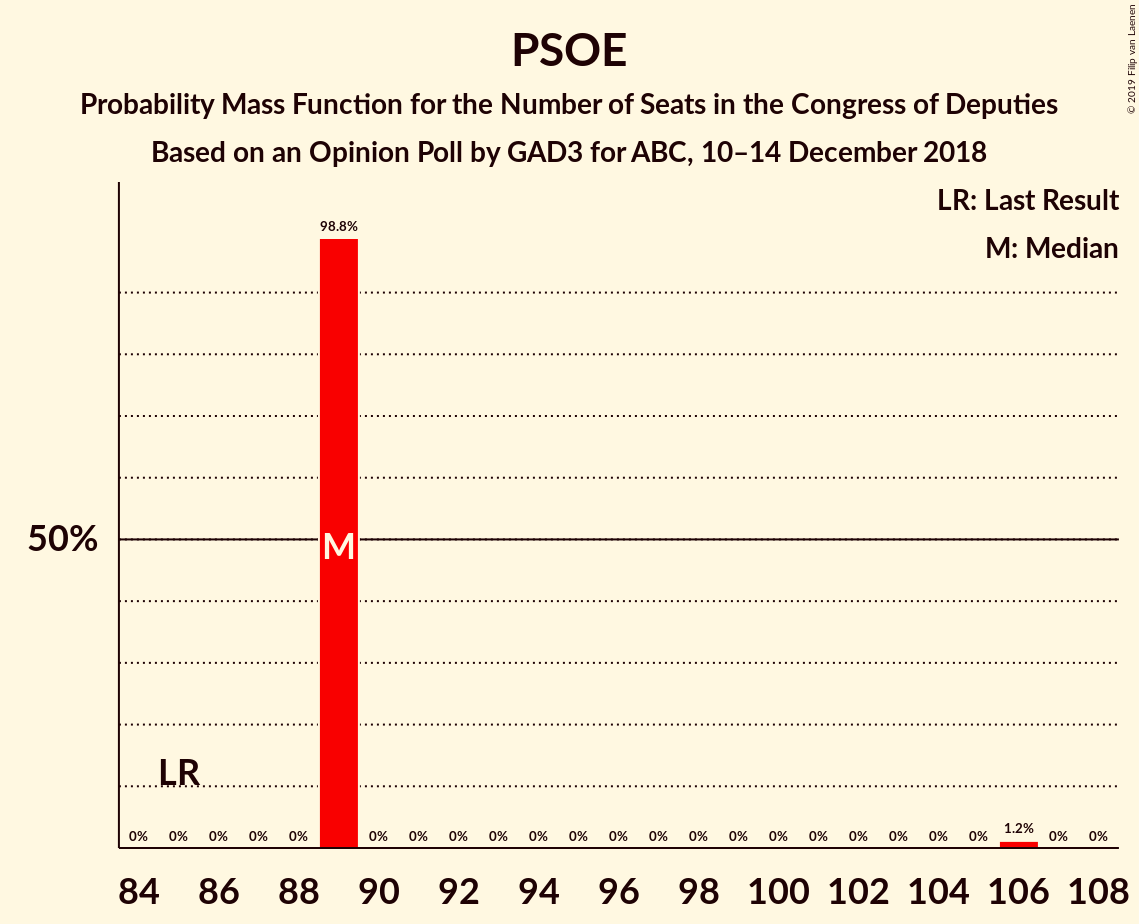 PSOE
Probability Mass Function for the Number of Seats in the Congress of Deputies
Based on an Opinion Poll by GAD3 for ABC, 10–14 December 2018
© 2019 Filip van Laenen
LR: Last Result
M: Median
98.8%
50%
M
LR
0% 0% 0% 0% 0% 0% 0% 0% 0% 0% 0% 0% 0% 0% 0% 0% 0% 0% 0% 0% 0% 1.2% 0% 0%
84 86 88 90 92 94 96 98 100 102 104 106 108